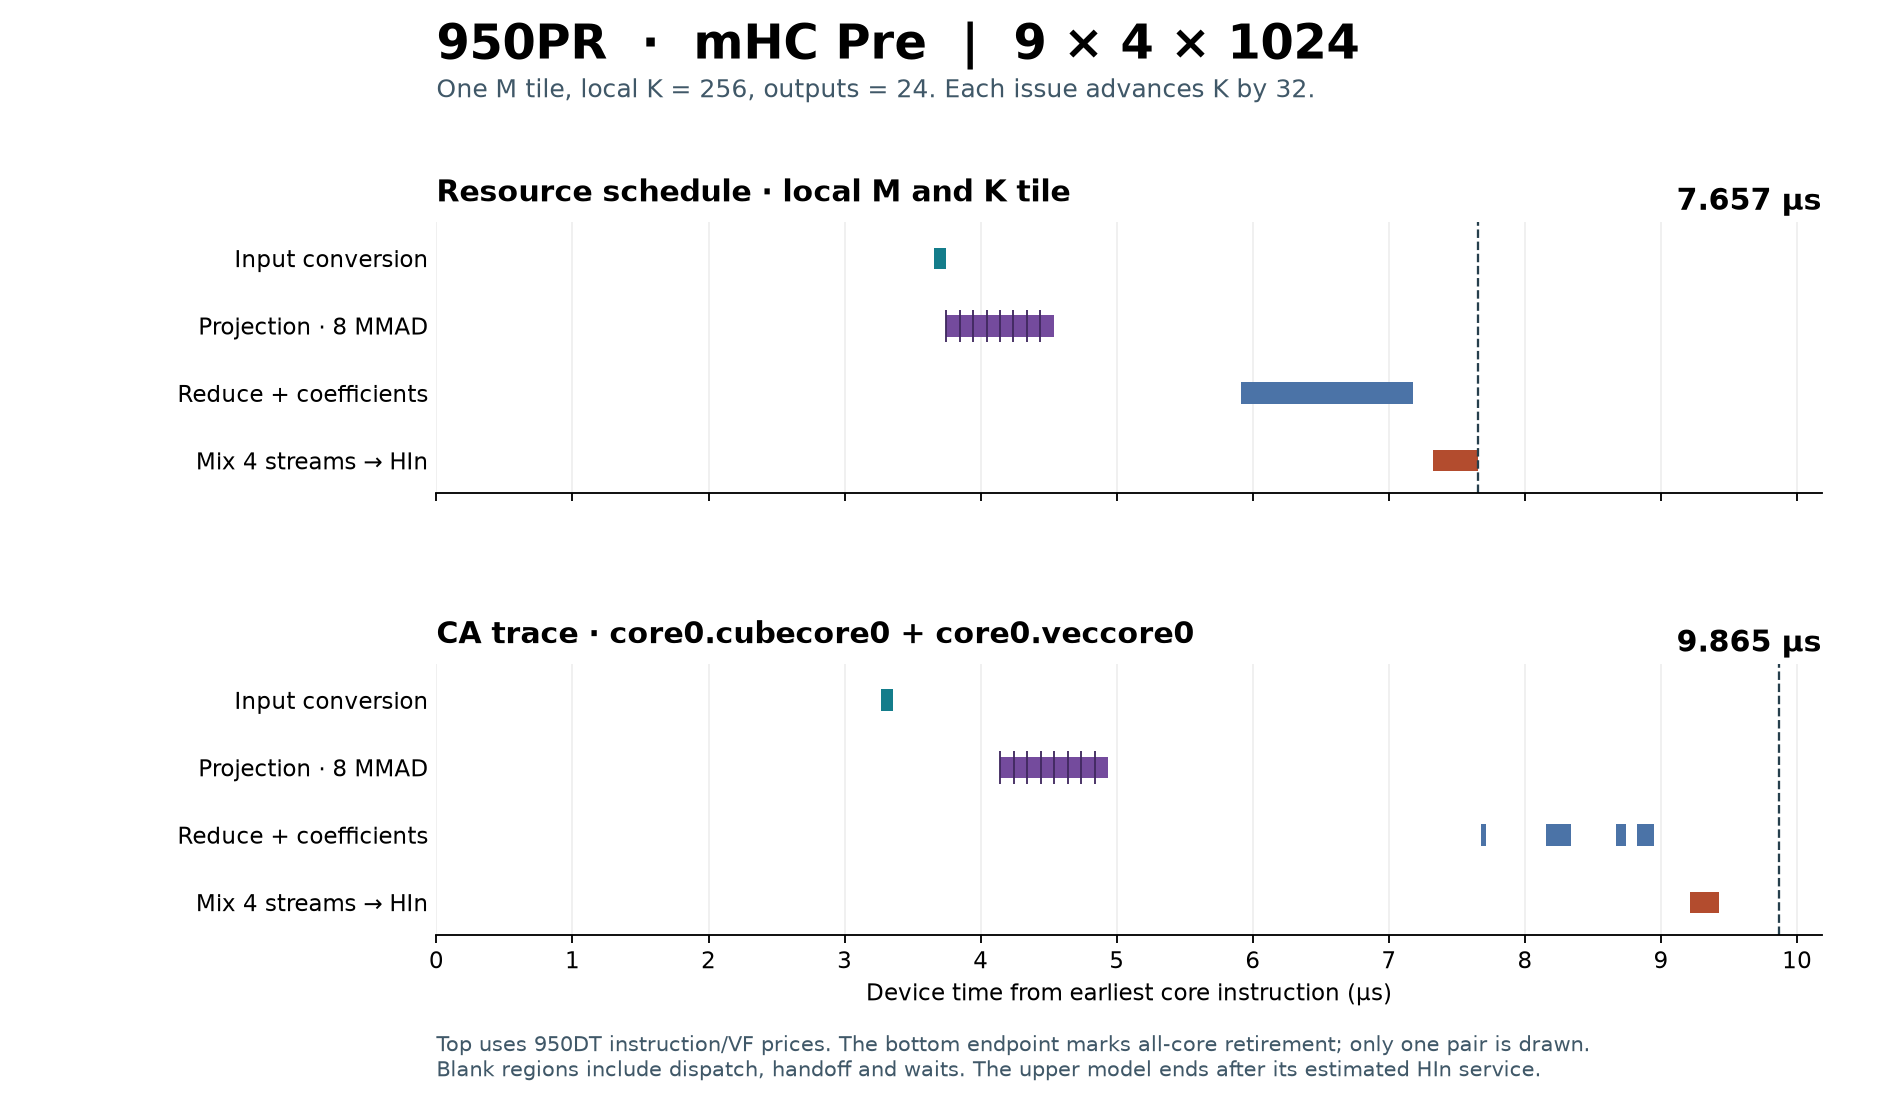 950PR · mHC Pre | 9 × 4 × 1024
One M tile, local K = 256, outputs = 24. Each issue advances K by 32.
Resource schedule · local M and K tile
7.657 µs
Input conversion
Projection · 8 MMAD
Reduce + coefficients
Mix 4 streams → HIn
CA trace · core0.cubecore0 + core0.veccore0
9.865 µs
Input conversion
Projection · 8 MMAD
Reduce + coefficients
Mix 4 streams → HIn
0 1 2 3 4 5 6 7 8 9 10
Device time from earliest core instruction (µs)
Top uses 950DT instruction/VF prices. The bottom endpoint marks all-core retirement; only one pair is drawn.
Blank regions include dispatch, handoff and waits. The upper model ends after its estimated HIn service.